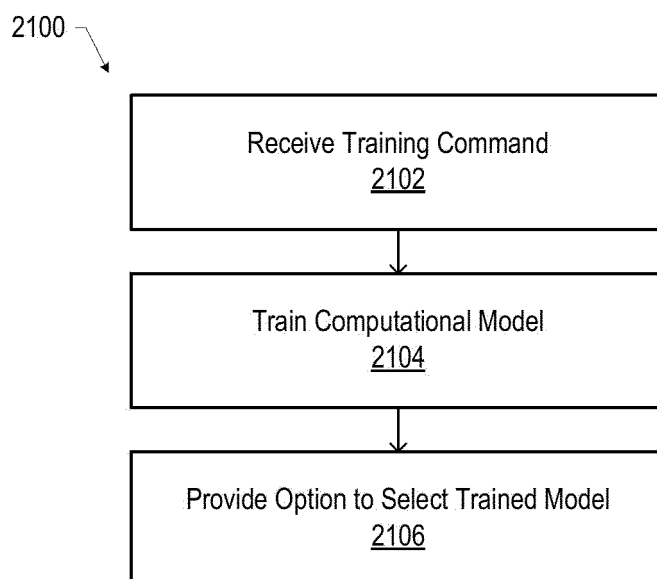 2100
Receive Training Command
2102
Train Computational Model
2104
Provide Option to Select Trained Model
2106